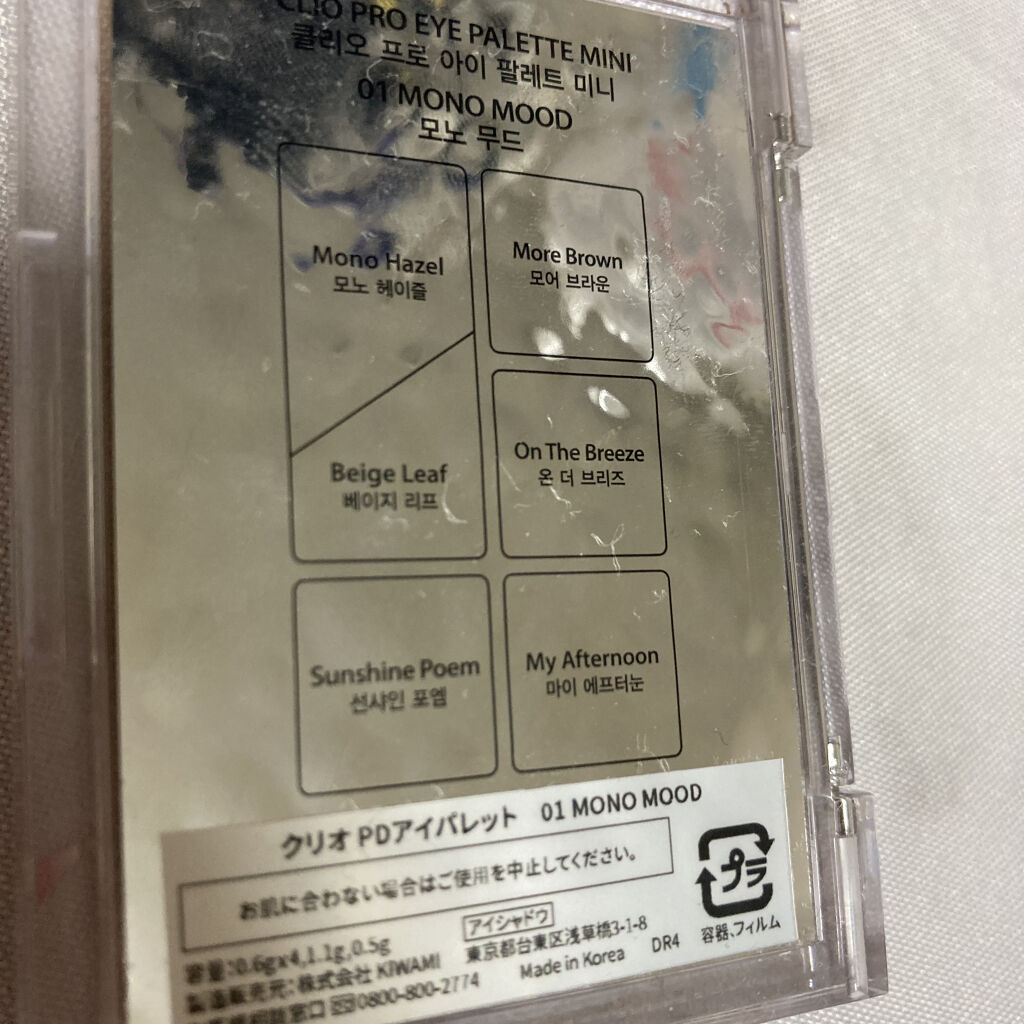 CLIO PRO EYE PALETTE MINI
클리오 프로 아이 팔레트 미니
01 MONO MOOD
모노 무드
Mono Hazel
모노 헤이즐
More Brown
모어 브라운
Beige Leaf
베이지 리프
On The Breeze
온 더 브리즈
Sunshine Poem
선샤인 포엠
My Afternoon
마이 에프터눈
クリオ PDアイパレット 01 MONO MOOD
お肌に合わない場合はご使用を中止してください。
プラ
容器、フィルム
アイシャドウ
容量:0.6g×4,1.1g,0.5g
製造販売元:株式会社 KIWAMI 東京都台東区浅草橋3-1-8
窓口 0800-800-2774 Made in Korea DR4